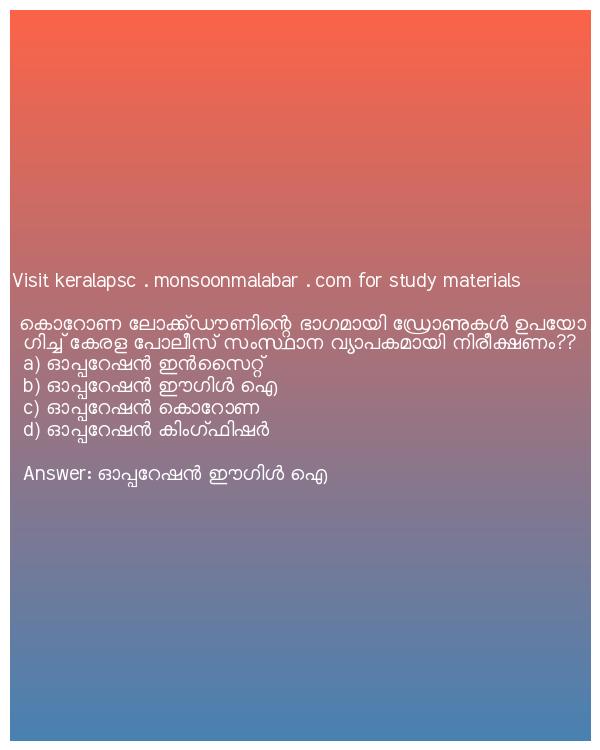 Visit keralapsc . monsoonmalabar . com for study materials
കൊറോണ ലോക്ക്ഡൗണിന്റെ ഭാഗമായി ഡ്രോണുകൾ ഉപയോ
ഗിച്ച് കേരള പോലീസ് സംസ്ഥാന വ്യാപകമായി നിരീക്ഷണം??
a) ഓപ്പറേഷൻ ഇൻസൈറ്റ്
b) ഓപ്പറേഷൻ ഈഗിൾ ഐ
c) ഓപ്പറേഷൻ കൊറോണ
d) ഓപ്പറേഷൻ കിംഗ്ഫിഷർ
Answer: ഓപ്പറേഷൻ ഈഗിൾ ഐ